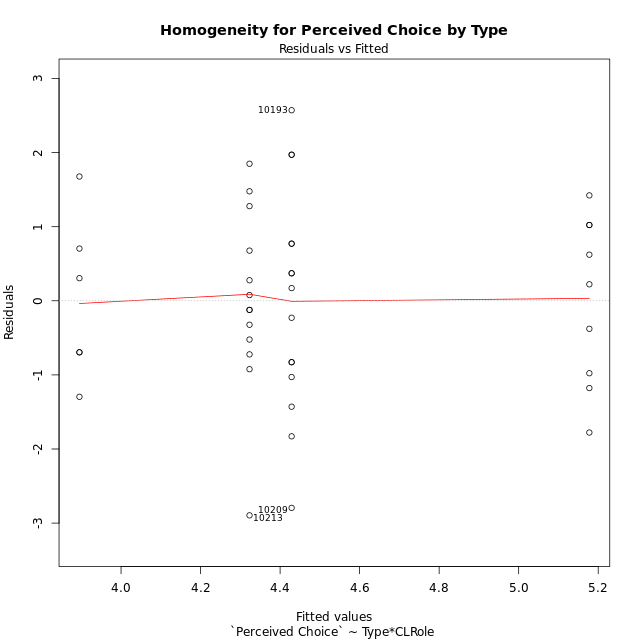 Homogeneity for Perceived Choice by Type
Residuals vs Fitted
3
2
1
0
-1
-2
-3
Residuals
10193
10209
10213
4.0 4.2 4.4 4.6 4.8 5.0 5.2
Fitted values
`Perceived Choice` ~ Type*CLRole